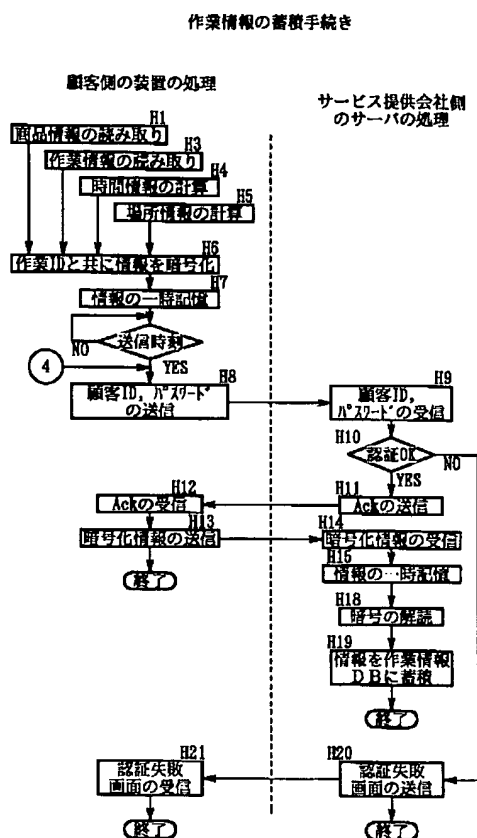 作業情報の蓄積手続き
顧客側の装置の処理
サービス提供会社側
のサーバの処理
H1
商品情報の読み取り
H3
作業情報の読み取り
H4
時間情報の計算
H5
場所情報の計算
H6
作業IDと共に情報を暗号化
H7
情報の一時記憶
送信時刻
NO
YES
4
H8
顧客ID, パスワード
の送信
H9
顧客ID,
パスワードの受信
H10
認証OK
NO
YES
H11
Ackの送信
H12
Ackの受信
H13
暗号化情報の送信
終了
H14
暗号化情報の受信
H15
情報の一時記憶
H18
暗号の解読
H19
情報を作業情報
DBに蓄積
終了
H20
認証失敗
画面の送信
終了
H21
認証失敗
画面の受信
終了